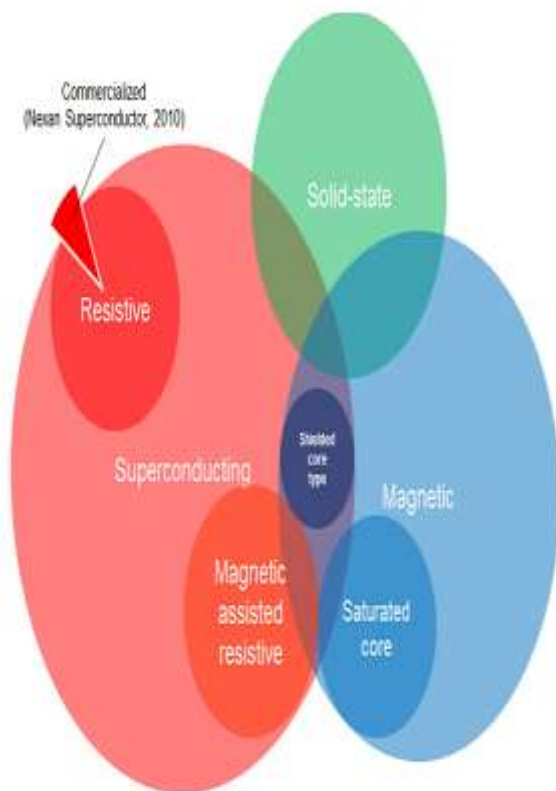 Commercialized
(Nexan Superconductor, 2010)
Solid-state
Resistive
Shielded
core
type
Superconducting
Magnetic
Magnetic
assisted
resistive
Saturated
core